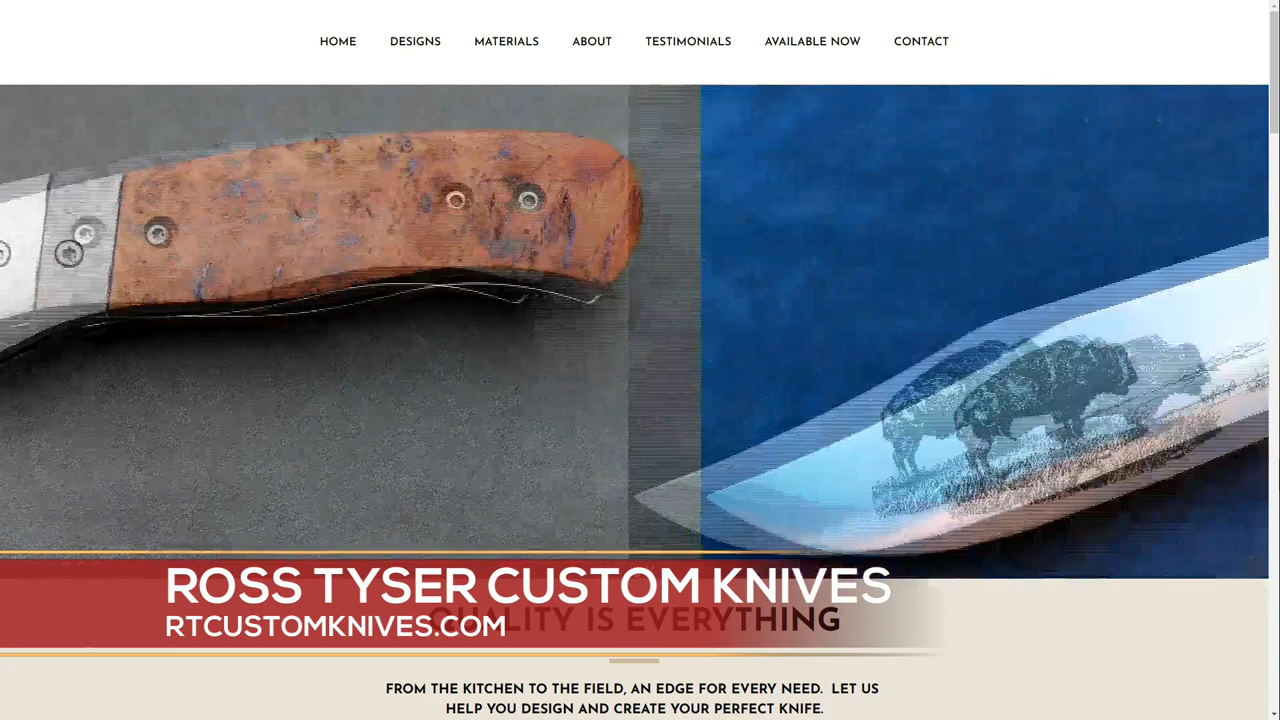 HOME DESIGNS MATERIALS ABOUT TESTIMONIALS AVAILABLE NOW CONTACT
ROSS TYSER CUSTOM KNIVES
QUALITY IS EVERYTHING
RTCUSTOMKNIVES.COM
FROM THE KITCHEN TO THE FIELD, AN EDGE FOR EVERY NEED. LET US
HELP YOU DESIGN AND CREATE YOUR PERFECT KNIFE.